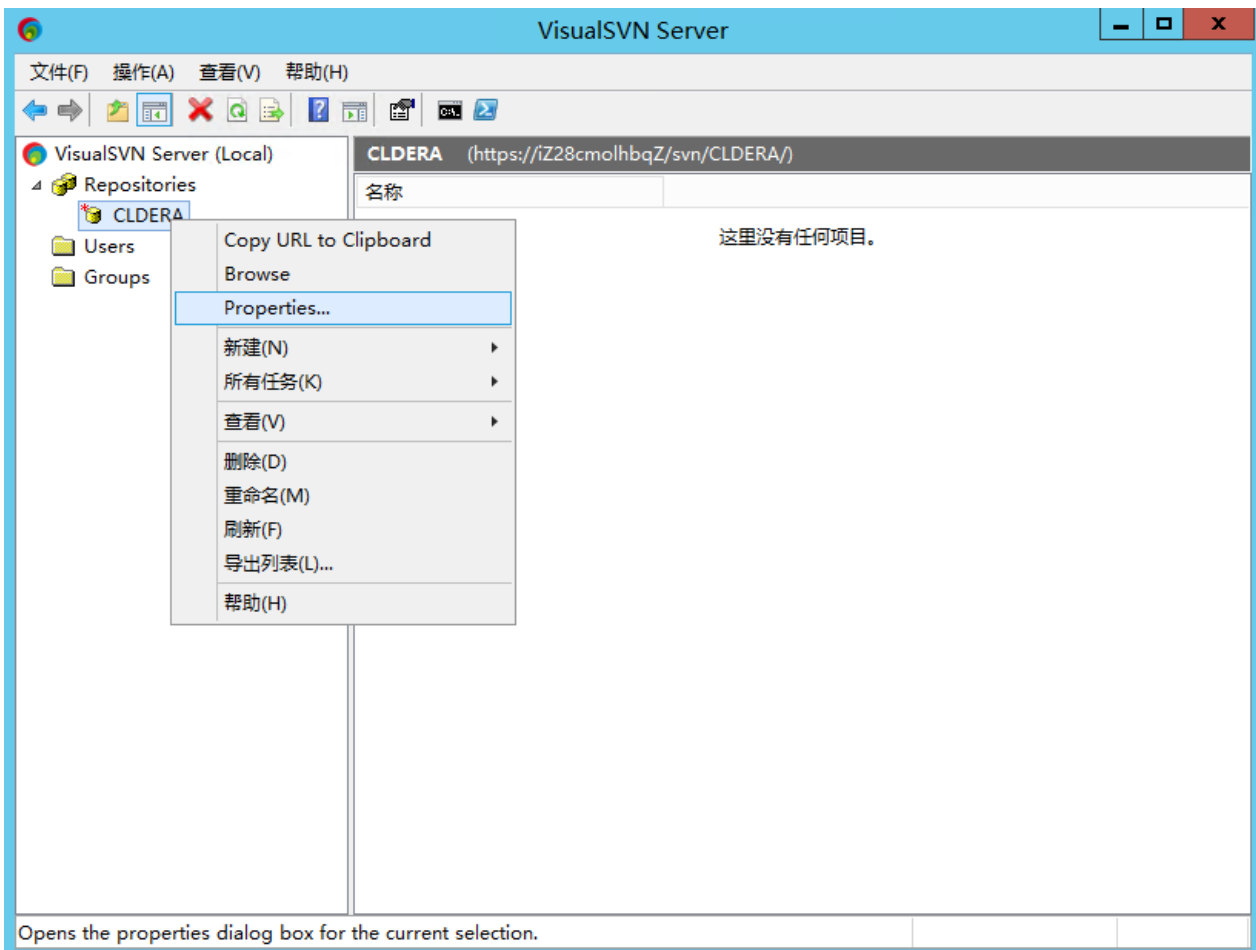 VisualSVN Server
文件(F) 操作(A) 查看(V) 帮助(H)
VisualSVN Server (Local)
Repositories
CLDERA
Users
Groups
CLDERA (https://iZ28cmolhbqZ/svn/CLDERA/)
名称
这里没有任何项目。
Copy URL to Clipboard
Browse
Properties...
新建(N)
所有任务(K)
查看(V)
删除(D)
重命名(M)
刷新(F)
导出列表(L)...
帮助(H)
Opens the properties dialog box for the current selection.